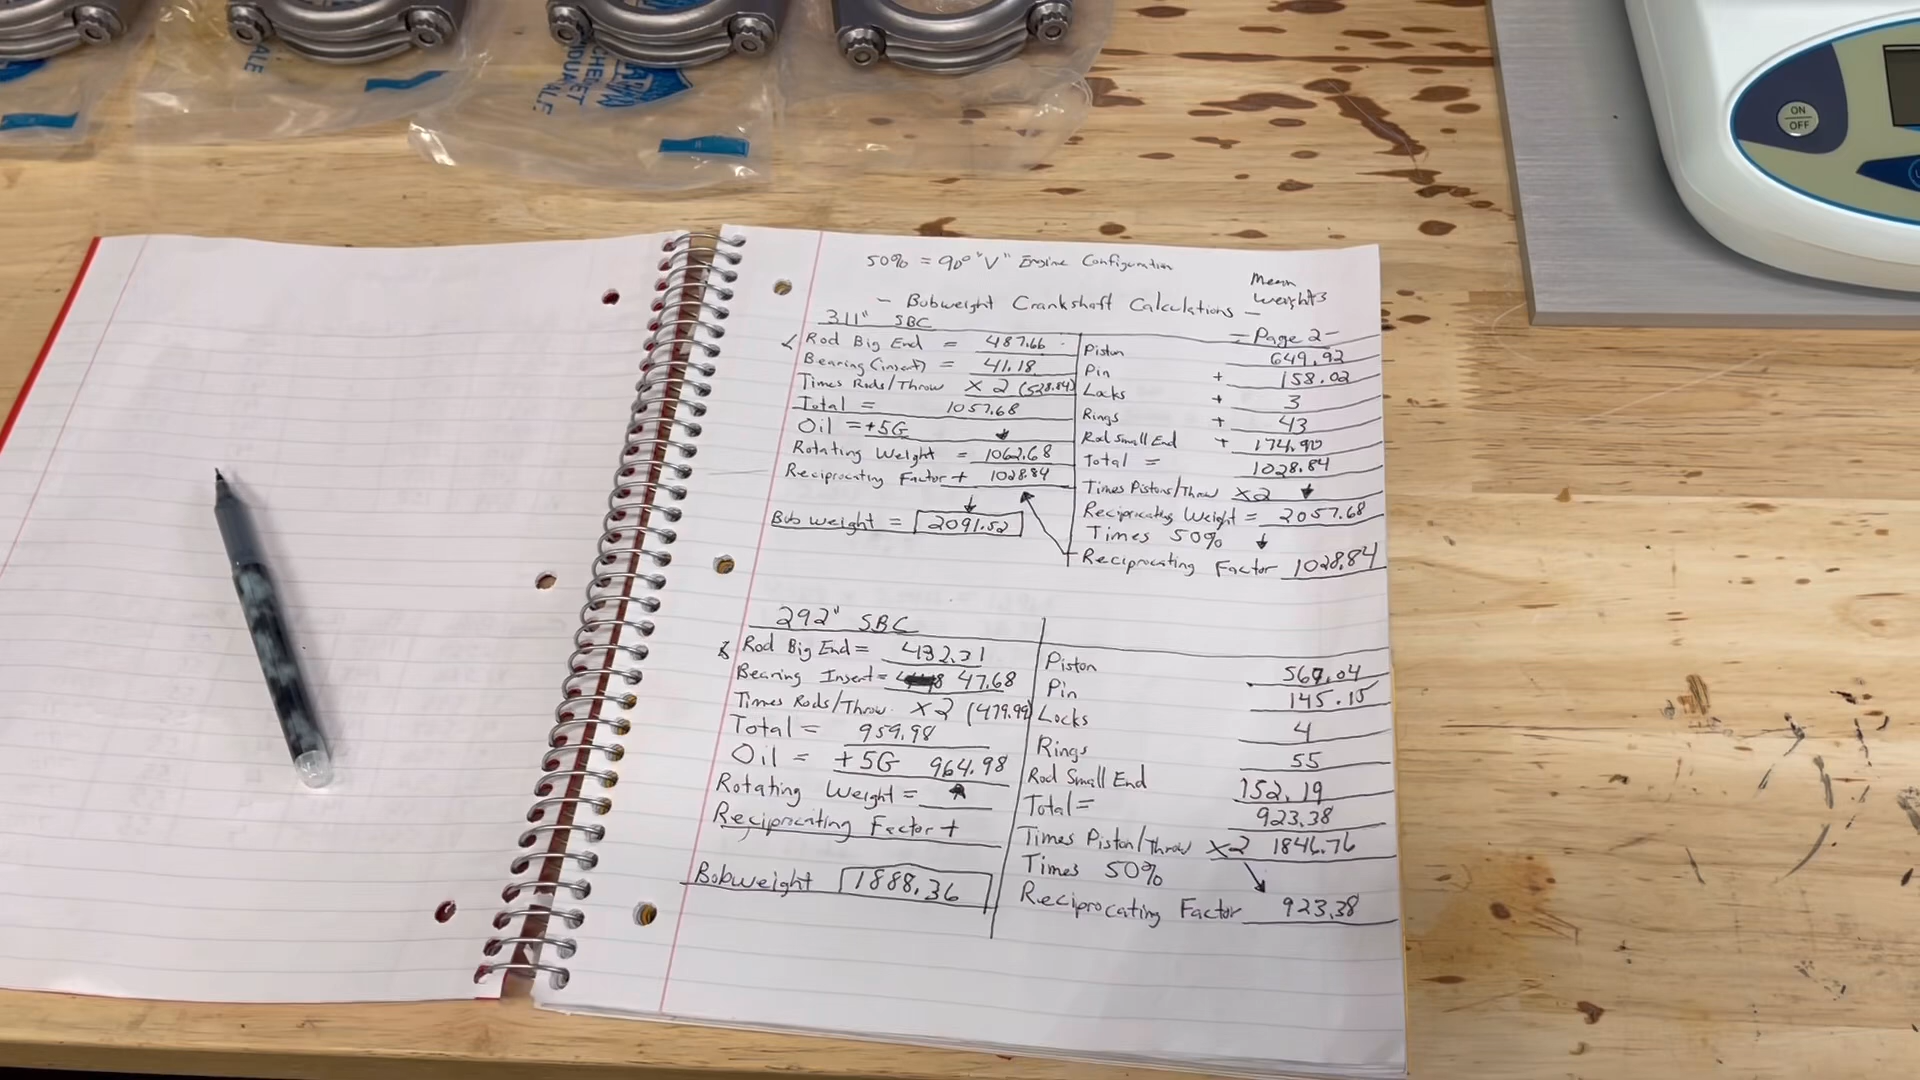 ON
OFF
CHEDET
IDUALE
50% = 90° "V" Engine Configuration
Mean
Weights
- Bobweight Crankshaft Calculations -
311" SBC
- Page 2 -
Rod Big End = 487.66
Bearing (insert) = 41.18
Times Rods/Throw X 2 (528.84)
Total = 1057.68
Oil = +5G
Rotating Weight = 1062.68
Reciprocating Factor + 1028.84
Bob weight = 2091.52
Piston 649.92
Pin + 158.02
Locks + 3
Rings + 43
Rod Small End + 174.90
Total = 1028.84
Times Pistons/Throw X2
Reciprocating Weight = 2057.68
Times 50%
Reciprocating Factor 1028.84
292" SBC
Rod Big End = 432.31
Bearing Insert = 47.68
Times Rods/Throw X 2 (479.99)
Total = 959.98
Oil = +5G 964.98
Rotating Weight =
Reciprocating Factor +
Bobweight 1888.36
Piston 567.04
Pin 145.15
Locks 4
Rings 55
Rod Small End 152.19
Total = 923.38
Times Piston/Throw X2 1846.76
Times 50%
Reciprocating Factor 923.38